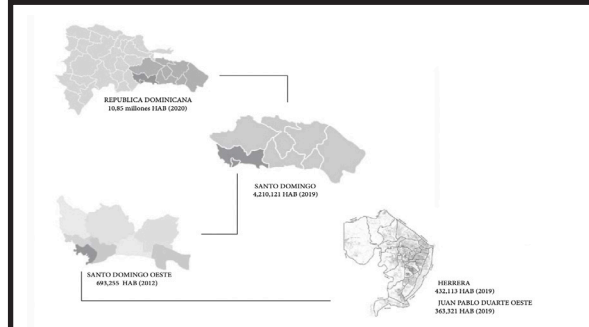 REPUBLICA DOMINICANA
10,85 millones HAB (2020)
SANTO DOMINGO
4,210,121 HAB (2019)
SANTO DOMINGO OESTE
693,255 HAB (2012)
HERRERA
432,113 HAB (2019)
JUAN PABLO DUARTE OESTE
363,321 HAB (2019)